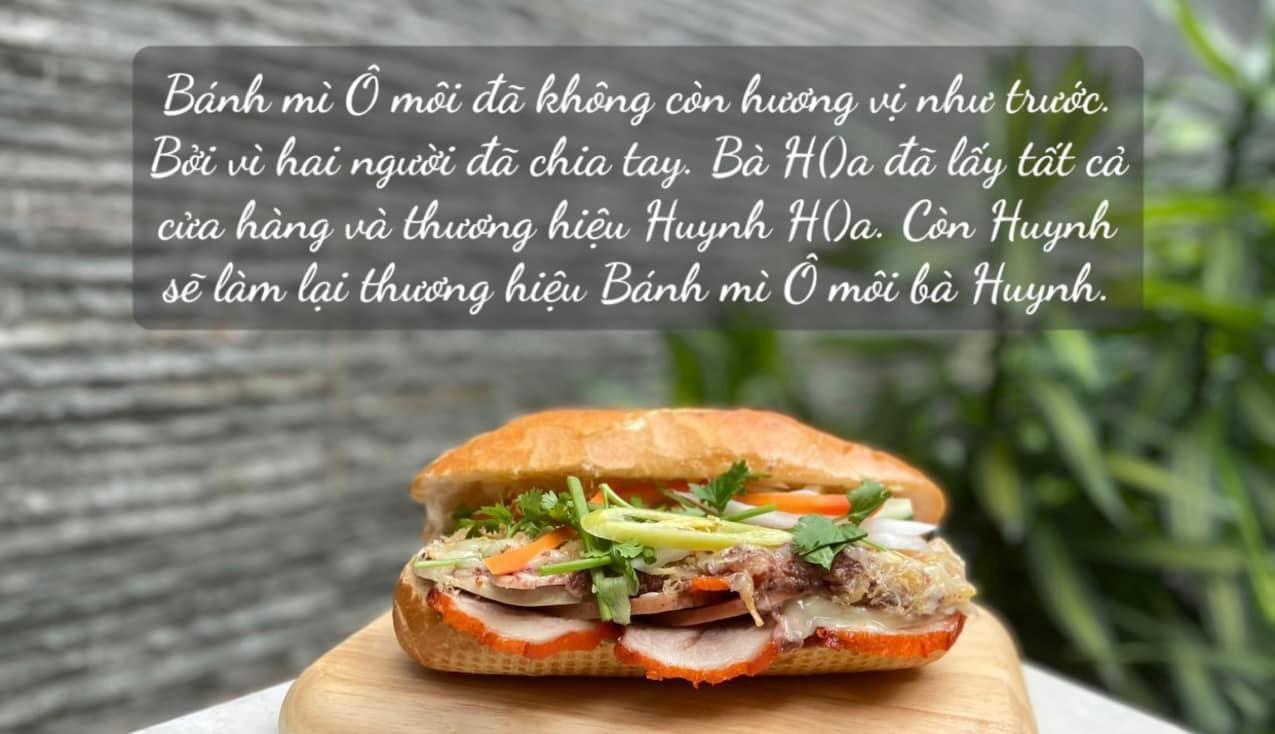 Bánh mì Ô môi đã không còn hương vị như trước.
Bởi vì hai người đã chia tay. Bà H()a đã lấy tất cả
cửa hàng và thương hiệu Huynh H()a. Còn Huynh
sẽ làm lại thương hiệu Bánh mì Ô môi bà Huynh.